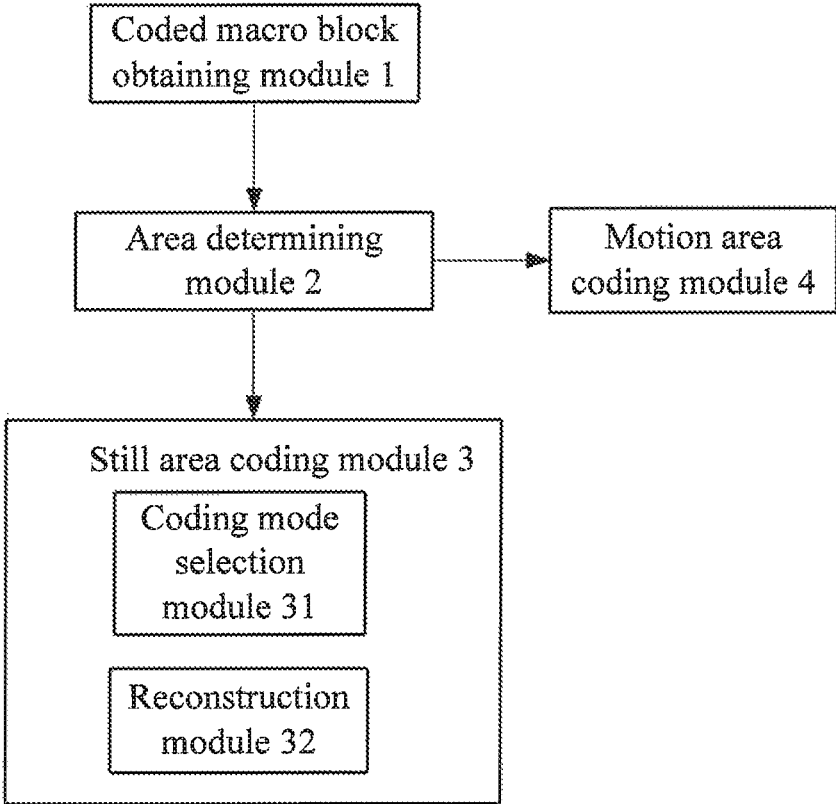 Coded macro block
obtaining module 1
Area determining
module 2
Motion area
coding module 4
Still area coding module 3
Coding mode
selection
module 31
Reconstruction
module 32